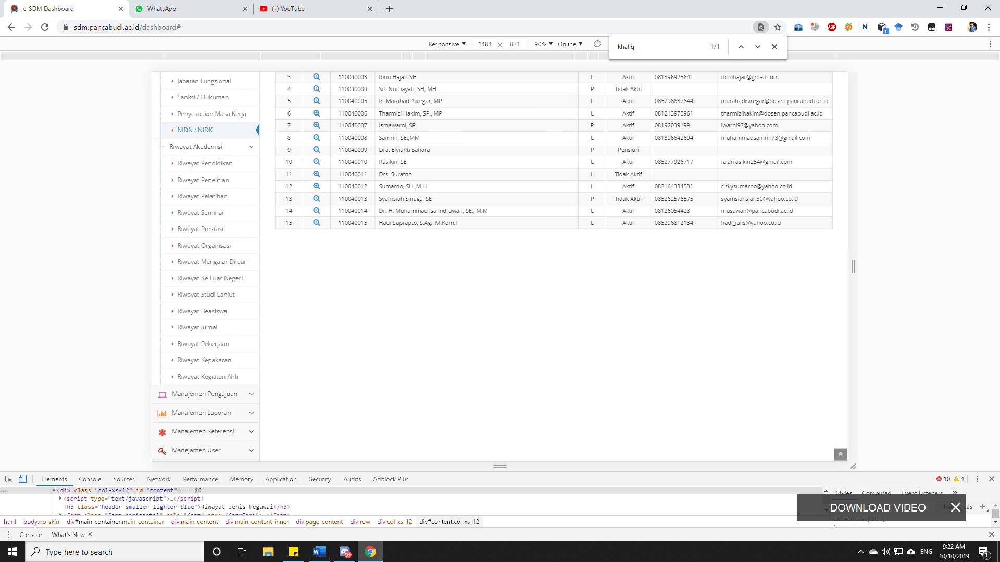 e-SDM Dashboard
WhatsApp
(1) YouTube
sdm.pancabudi.ac.id/dashboard#
Responsive ▼ 1484 × 831 90% ▼ Online ▼
khaliq 1/1
Jabatan Fungsional
Sanksi / Hukuman
Penyesuaian Masa Kerja
NIDN / NIDK
Riwayat Akademisi
Riwayat Pendidikan
Riwayat Penelitian
Riwayat Pelatihan
Riwayat Seminar
Riwayat Prestasi
Riwayat Organisasi
Riwayat Mengajar Diluar
Riwayat Ke Luar Negeri
Riwayat Studi Lanjut
Riwayat Beasiswa
Riwayat Jurnal
Riwayat Pekerjaan
Riwayat Kepakaran
Riwayat Kegiatan Ahli
Manajemen Pengajuan
Manajemen Laporan
Manajemen Referensi
Manejamen User
3 110040003 Ibnu Hajar, SH L Aktif 081396925641 ibnuhajar@gmail.com
4 110040004 Siti Nurhayati, SH, MH. P Tidak Aktif
5 110040005 Ir. Marahadi Siregar, MP L Aktif 085296637644 marahadisiregar@dosen.pancabudi.ac.id
6 110040006 Tharmizi Hakim, SP., MP L Aktif 081213975961 tharmizihakim@dosen.pancabudi.ac.id
7 110040007 Ismawarni, SP P Aktif 08192039199 iwarni97@yahoo.com
8 110040008 Samrin, SE.,MM L Aktif 081396642694 muhammadsamrin73@gmail.com
9 110040009 Dra. Elvianti Sahara P Pensiun
10 110040010 Rasikin, SE L Aktif 085277926717 fajarrasikin254@gmail.com
11 110040011 Drs. Suratno L Tidak Aktif
12 110040012 Sumarno, SH.,M.H L Aktif 082164334531 rizkysumarno@yahoo.co.id
13 110040013 Syamsiah Sinaga, SE P Tidak Aktif 085262576575 syamsiahsiah30@yahoo.co.id
14 110040014 Dr. H. Muhammad Isa Indrawan, SE., M.M L Aktif 08126054428 musawan@pancabudi.ac.id
15 110040015 Hadi Suprapto, S.Ag., M.Kom.I L Aktif 085296812134 hadi_julis@yahoo.co.id
Elements Console Sources Network Performance Memory Application Security Audits Adblock Plus 10 4
... <div class="col-xs-12" id="content"> == $0
<script type="text/javascript">…</script>
<h3 class="header smaller lighter blue">Riwayat Jenis Pegawai</h3>
Styles Computed Event Listeners »
DOWNLOAD VIDEO
element.style {
html body.no-skin div#main-container.main-container div.main-content div.main-content-inner div.page-content div.row div.col-xs-12 div#content.col-xs-12
Console What's New
Type here to search
9+
ENG
9:22 AM
10/10/2019
1